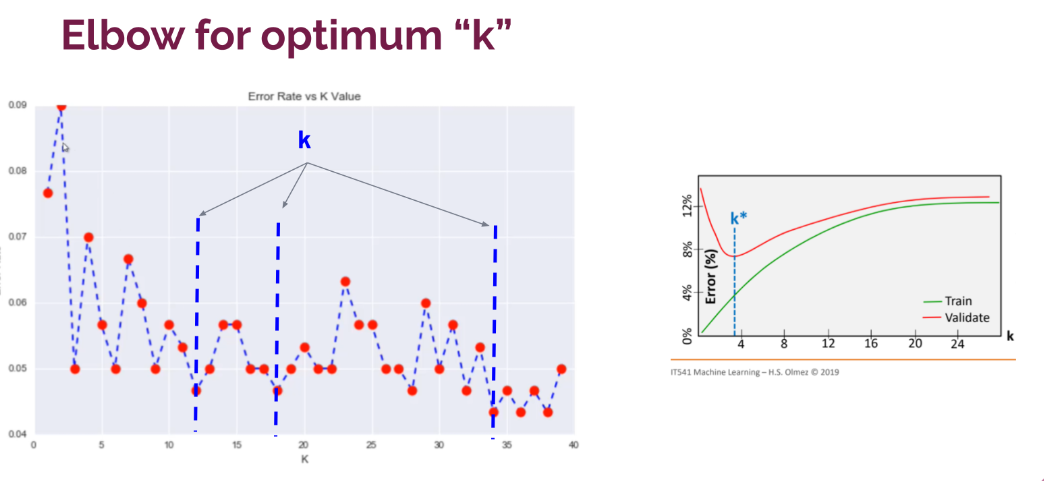 Elbow for optimum “k”
Error Rate vs K Value
k
0.09
0.08
0.07
0.06
0.05
0.04
0 5 10 15 20 25 30 35 40
K
12%
8%
4%
0%
Error (%)
k*
Train
Validate
4 8 12 16 20 24
k
IT541 Machine Learning – H.S. Olmez © 2019